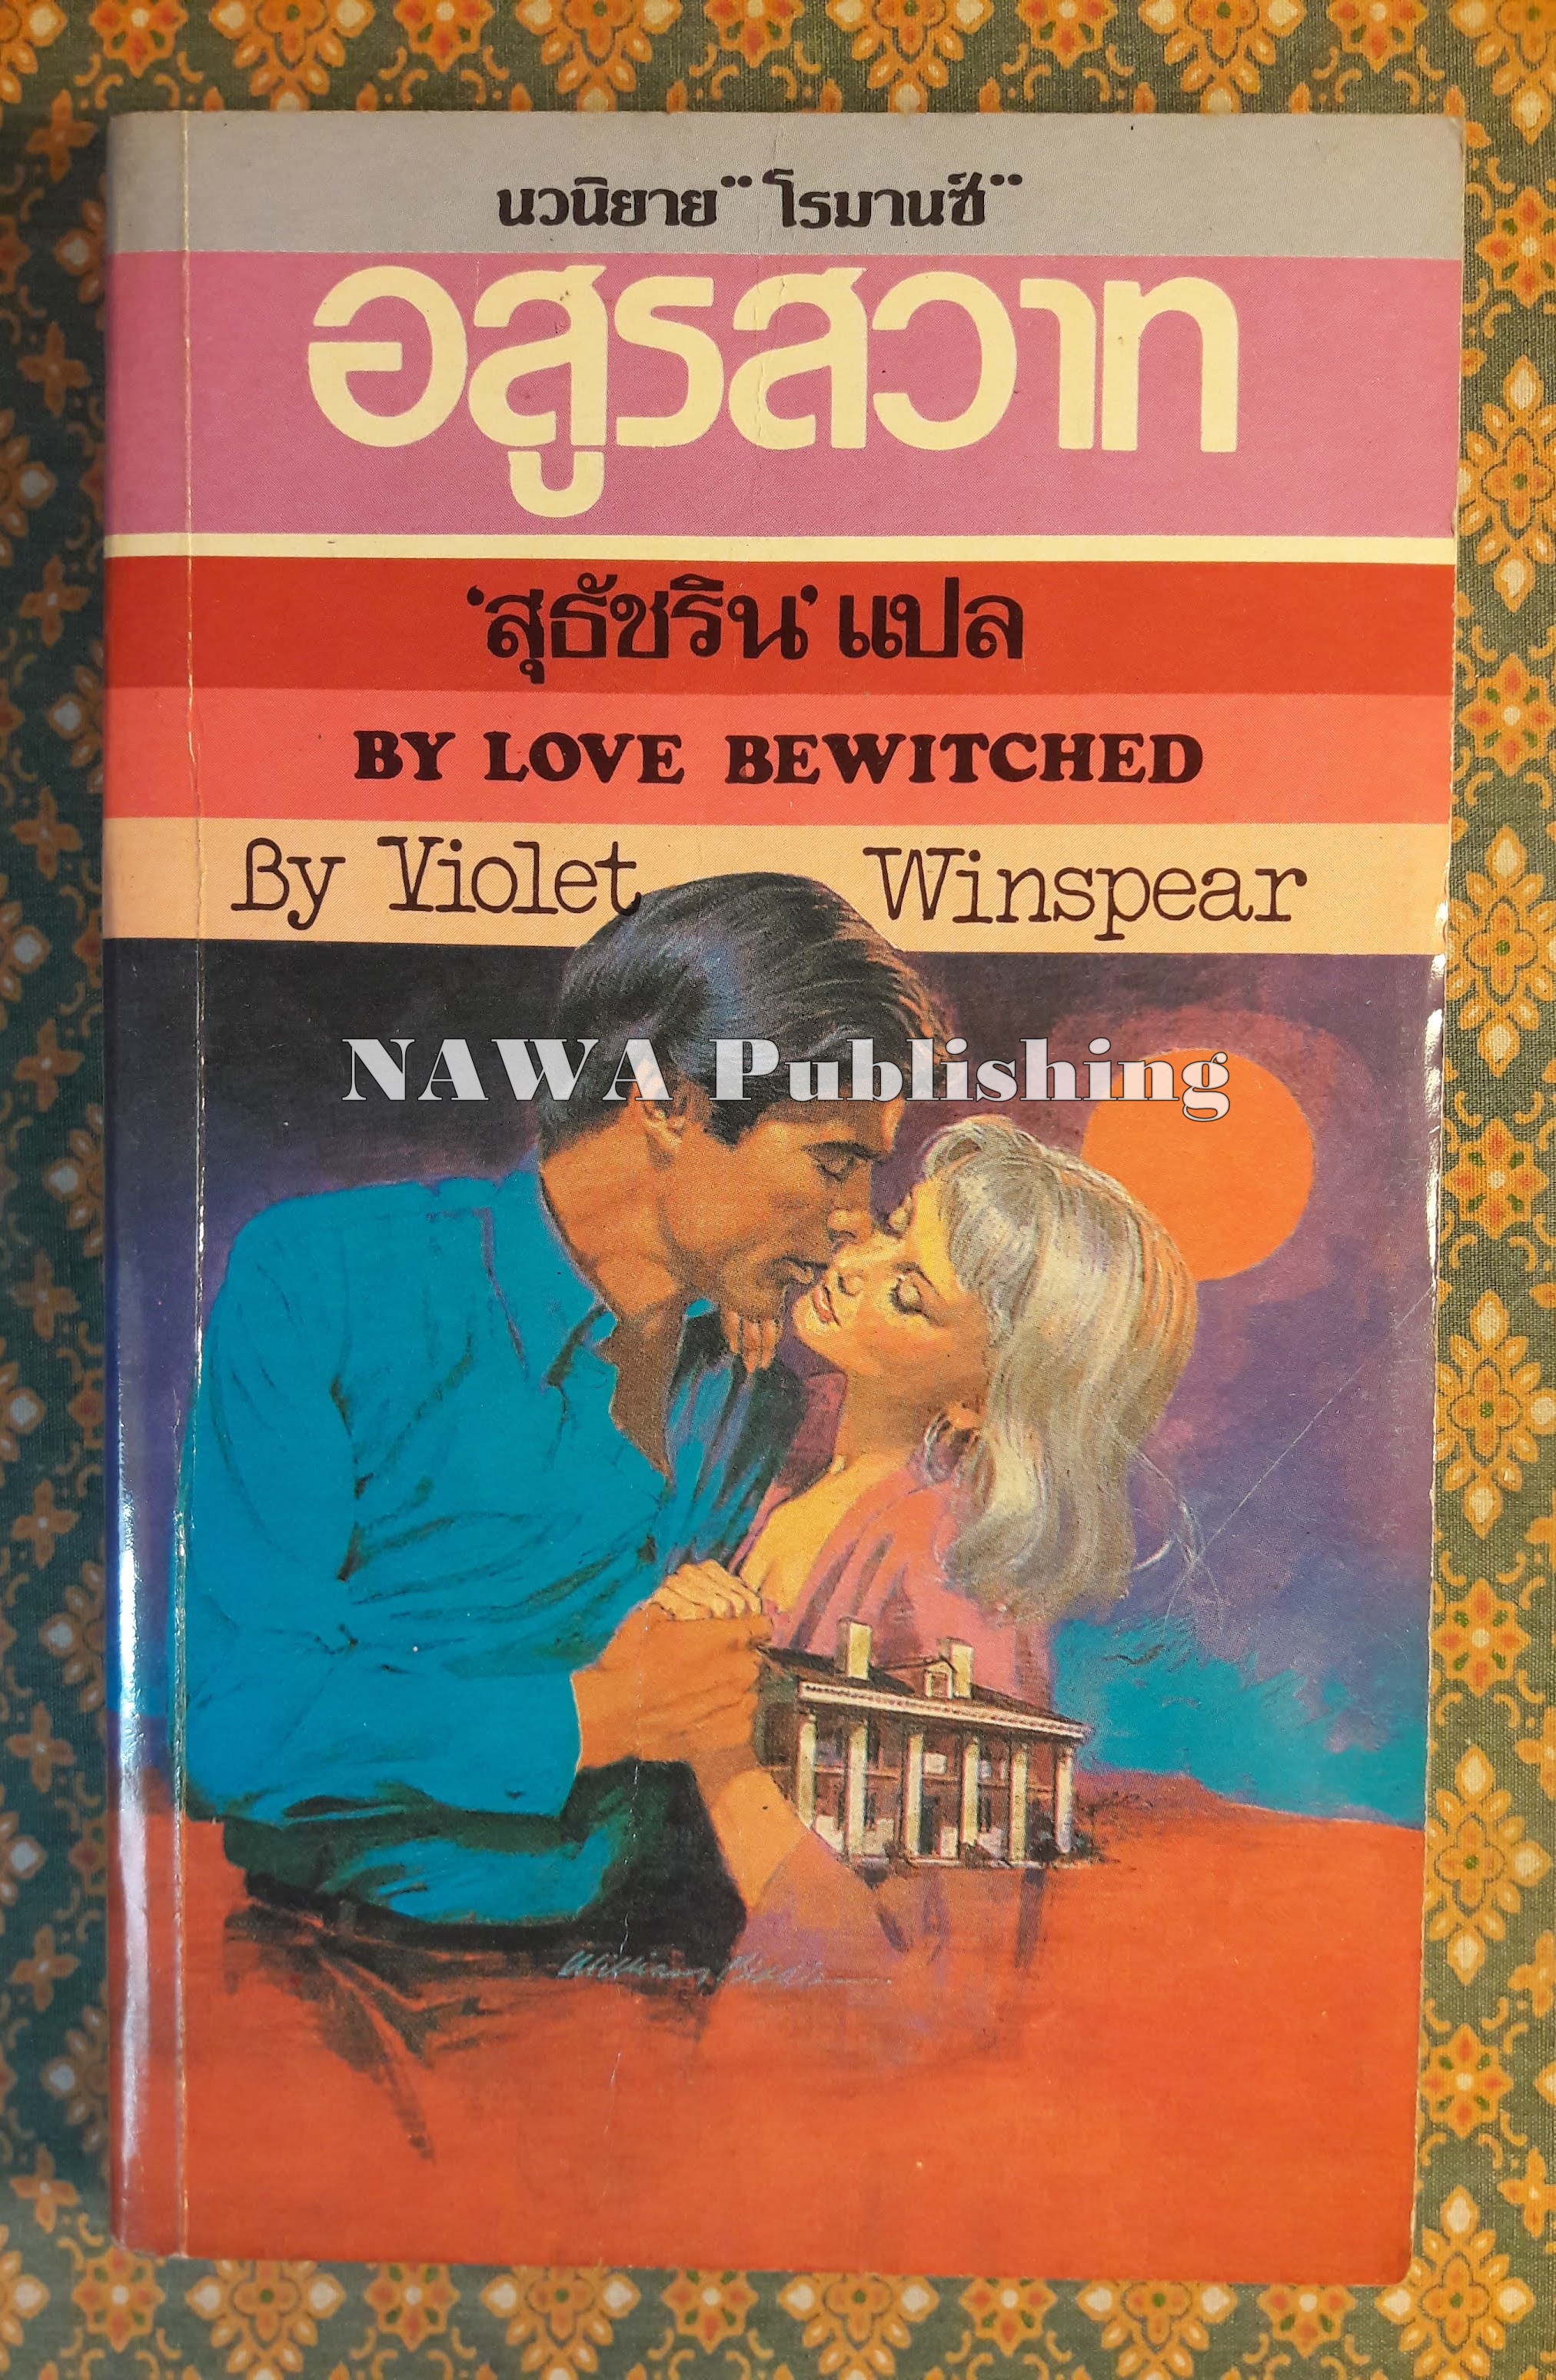 นวนิยาย "โรมานซ์"
อสูรสวาท
'สุธัชริน' แปล
BY LOVE BEWITCHED
By Violet Winspear
NAWA Publishing